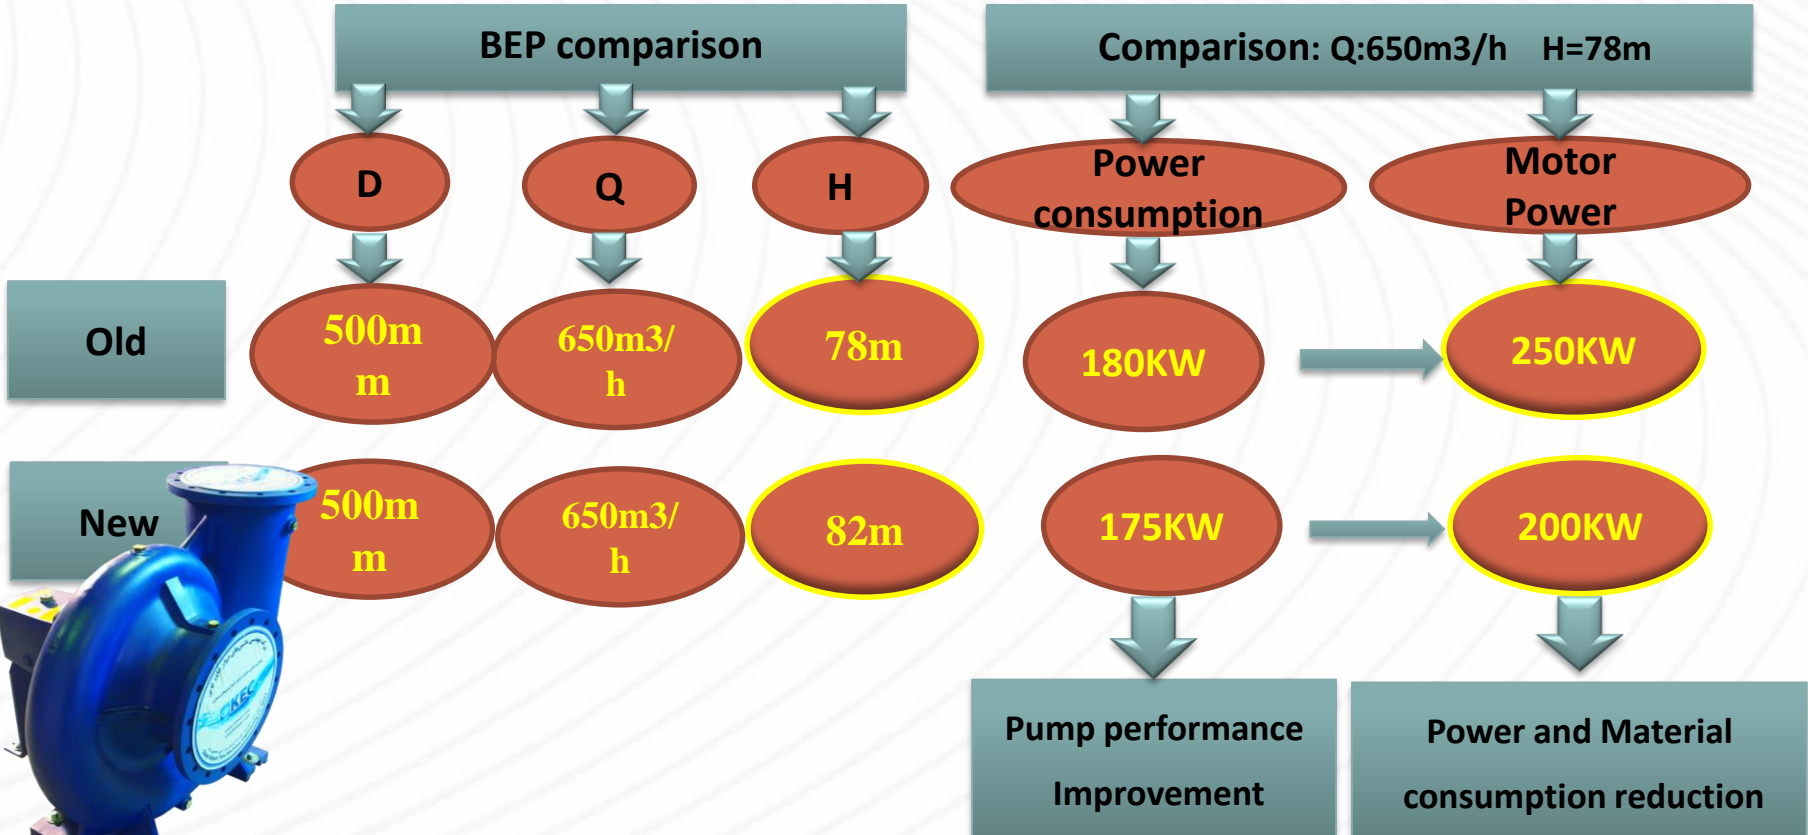 BEP comparison
Comparison: Q:650m3/h H=78m
D
Q
H
Power
consumption
Motor
Power
Old
500m
m
650m3/
h
78m
180KW
250KW
New
500m
m
650m3/
h
82m
175KW
200KW
Pump performance
Improvement
Power and Material
consumption reduction